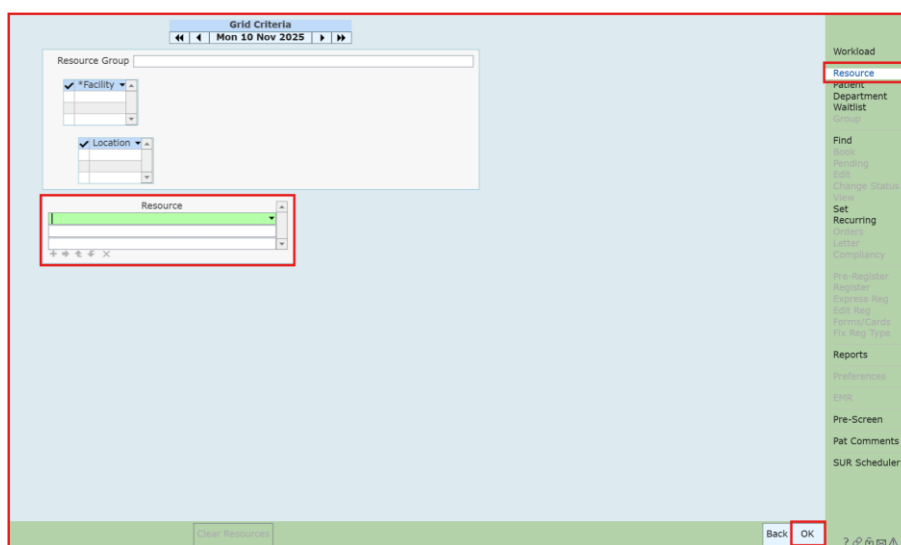 Grid Criteria
Mon 10 Nov 2025
Resource Group
*Facility
Location
Resource
Clear Resources
Back
OK
Workload
Resource
Patient
Department
Waitlist
Group
Find
Book
Pending
Edit
Change Status
View
Set
Recurring
Orders
Letter
Compliancy
Pre-Register
Register
Express Reg
Edit Reg
Forms/Cards
Fix Reg Type
Reports
Preferences
EMR
Pre-Screen
Pat Comments
SUR Scheduler